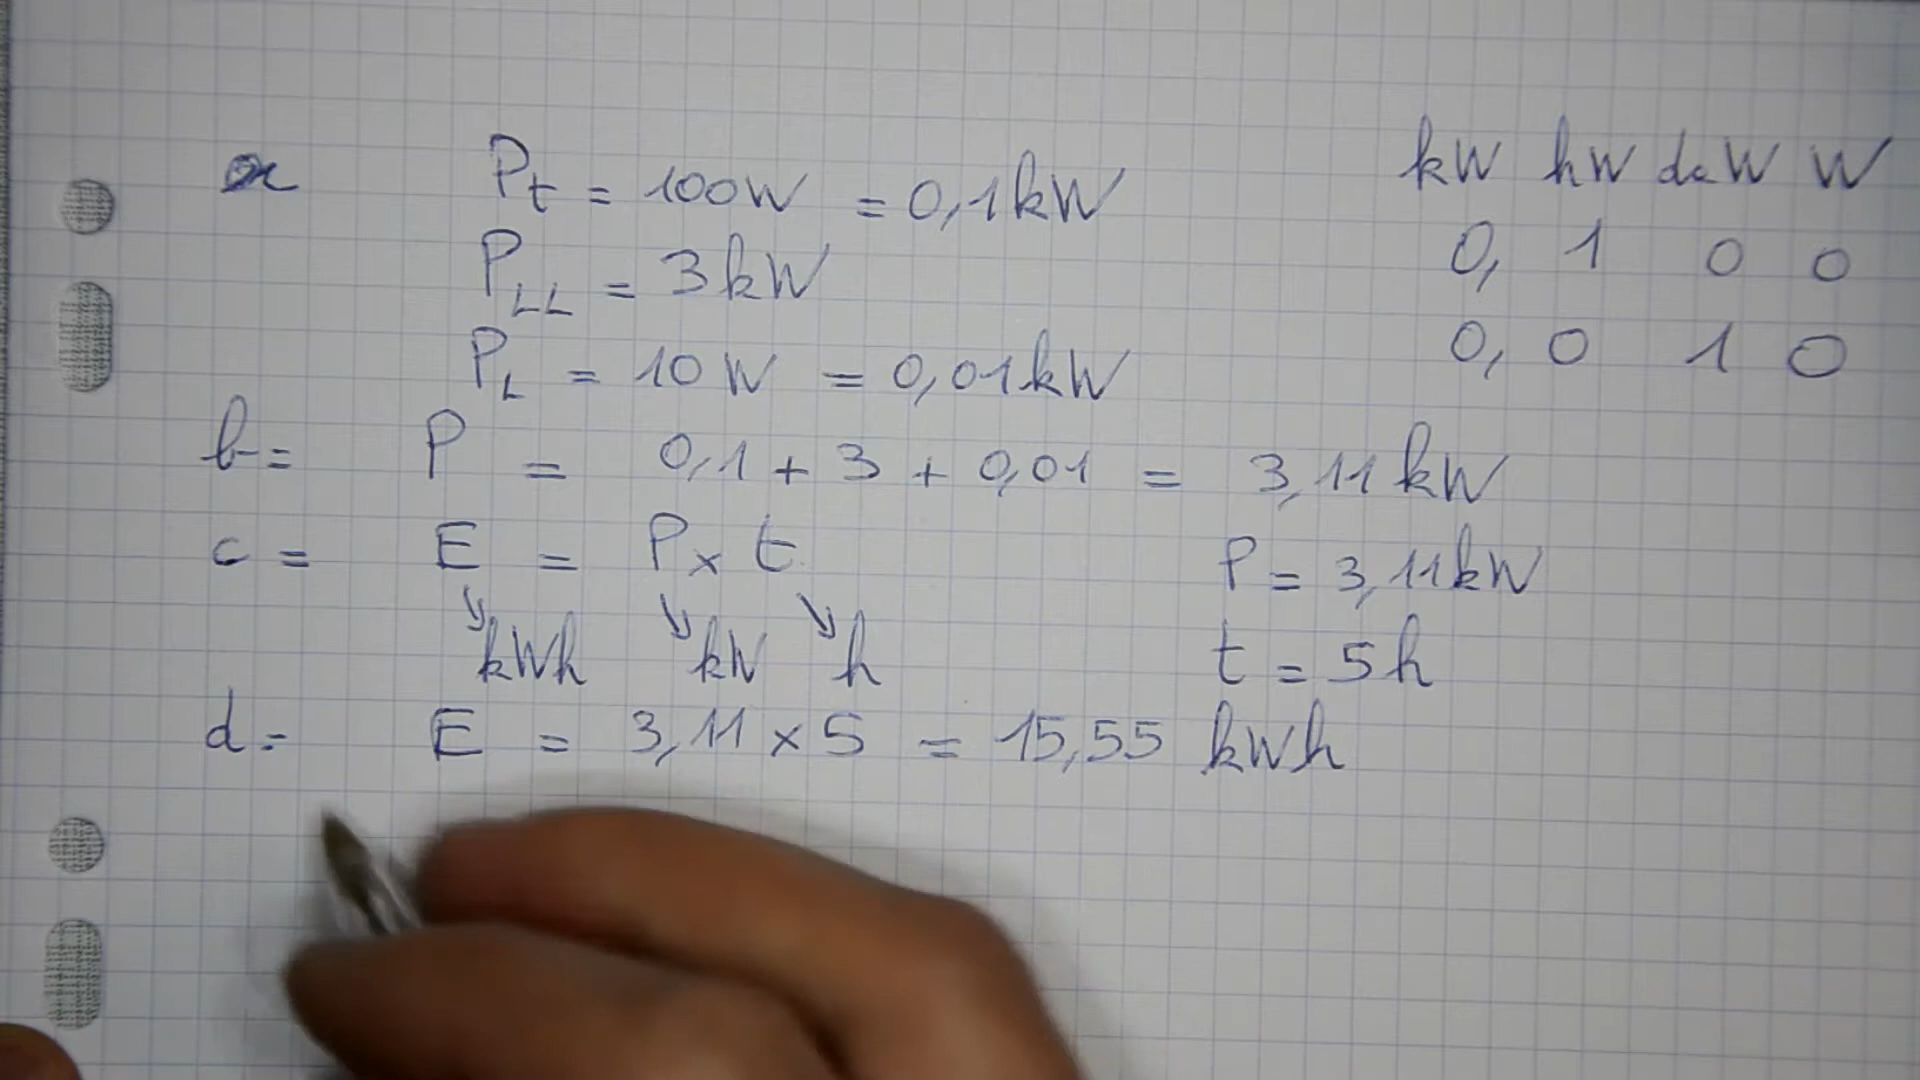 a Pt = 100W = 0,1kW kW hW daW W
0, 1 0 0
PLL = 3kW
PL = 10W = 0,01kW 0, 0 1 0
b = P = 0,1 + 3 + 0,01 = 3,11kW
c = E = P x t P = 3,11kW
↘kWh ↘kW ↘h t = 5h
d = E = 3,11 x 5 = 15,55 kWh